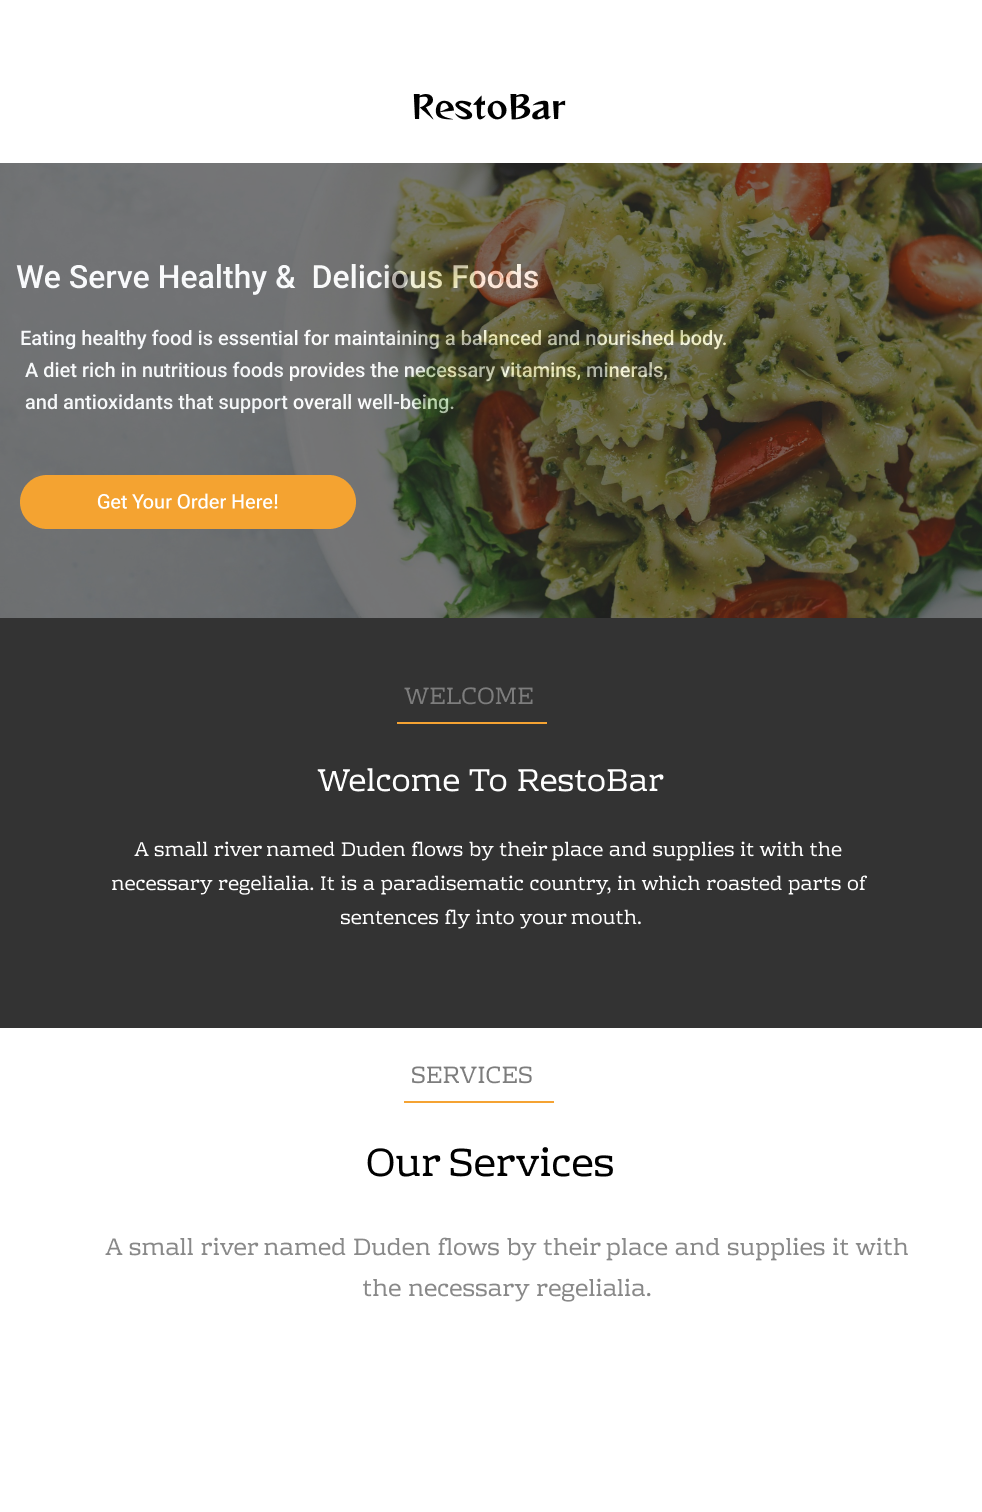 RestoBar
We Serve Healthy &  Delicious Foods
Eating healthy food is essential for maintaining a balanced and nourished body.
A diet rich in nutritious foods provides the necessary vitamins, minerals,
and antioxidants that support overall well-being.
Get Your Order Here!
WELCOME
Welcome To RestoBar
A small river named Duden flows by their place and supplies it with the
necessary regelialia. It is a paradisematic country, in which roasted parts of
sentences fly into your mouth.
SERVICES
Our Services
A small river named Duden flows by their place and supplies it with
the necessary regelialia.